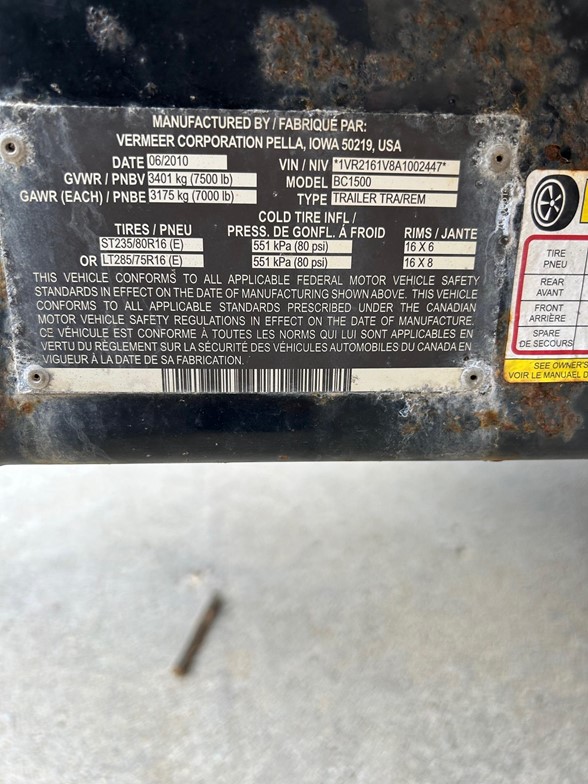 MANUFACTURED BY / FABRIQUÉ PAR:
VERMEER CORPORATION PELLA, IOWA 50219, USA
DATE 06/2010
VIN / NIV *1VR2161V8A1002447*
GVWR / PNBV 3401 kg (7500 lb)
MODEL BC1500
GAWR (EACH) / PNBE 3175 kg (7000 lb)
TYPE TRAILER TRA/REM
COLD TIRE INFL /
TIRES / PNEU PRESS. DE GONFL. Á FROID RIMS / JANTE
ST235/80R16 (E) 551 kPa (80 psi) 16 X 6
OR LT285/75R16 (E) 551 kPa (80 psi) 16 X 8
THIS VEHICLE CONFORMS TO ALL APPLICABLE FEDERAL MOTOR VEHICLE SAFETY
STANDARDS IN EFFECT ON THE DATE OF MANUFACTURING SHOWN ABOVE. THIS VEHICLE
CONFORMS TO ALL APPLICABLE STANDARDS PRESCRIBED UNDER THE CANADIAN
MOTOR VEHICLE SAFETY REGULATIONS IN EFFECT ON THE DATE OF MANUFACTURE.
CE VÉHICULE EST CONFORME À TOUTES LES NORMS QUI LUI SONT APPLICABLES EN
VERTU DU RÈGLEMENT SUR LA SÉCURITÉ DES VÉHICULES AUTOMOBILES DU CANADA EN
VIGUEUR À LA DATE DE SA FABRICATION.
TIRE
PNEU
REAR
AVANT
FRONT
ARRIÈRE
SPARE
DE SECOURS
SEE OWNER'S
VOIR LE MANUAEL D